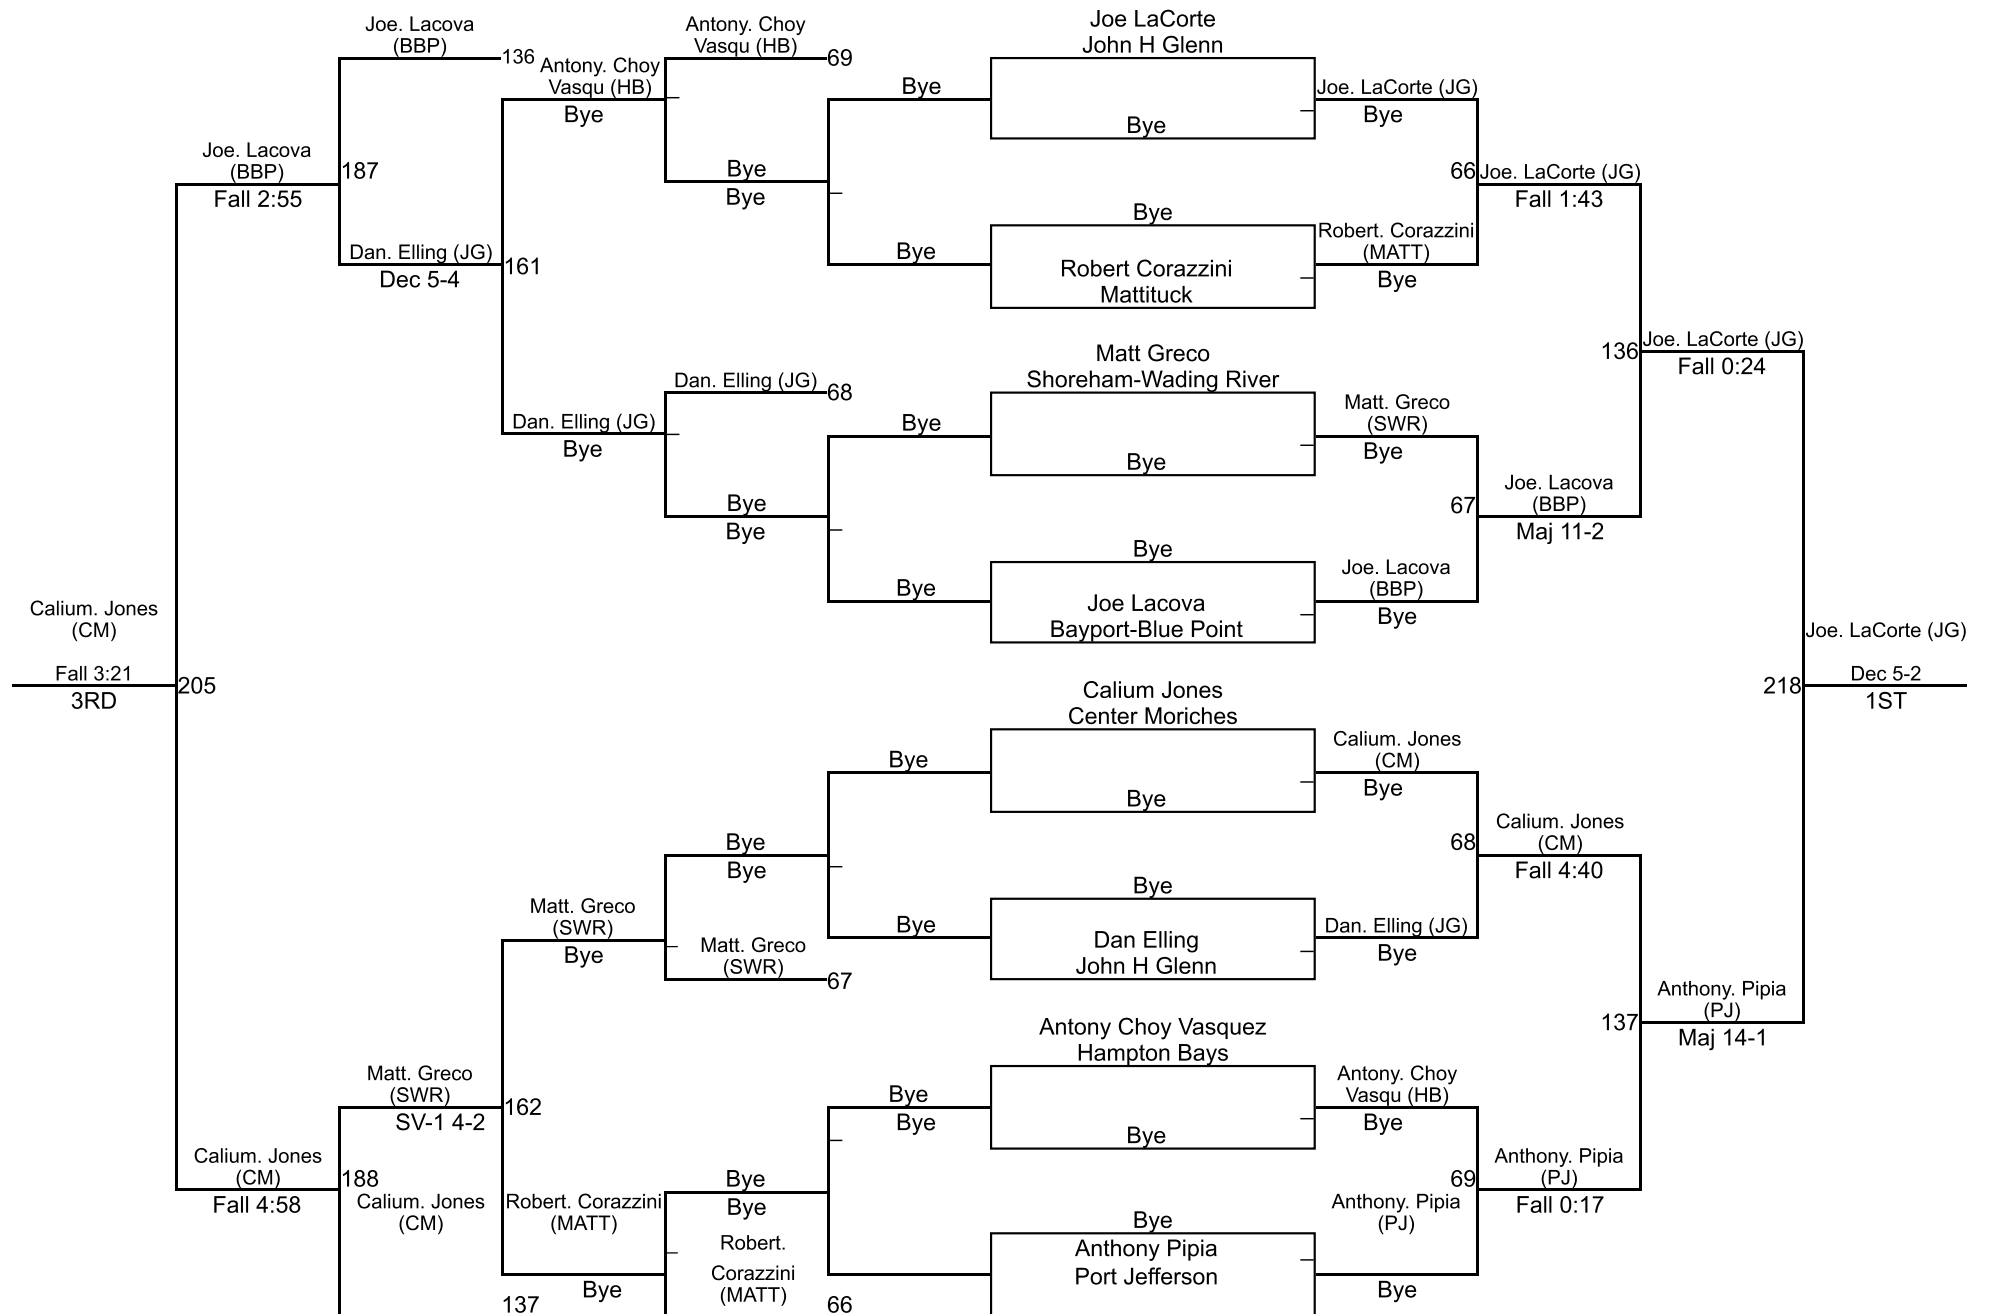 Joe. Lacova
(BBP)
136
Antony. Choy
Vasqu (HB)
Bye
Antony. Choy
Vasqu (HB)
69
Bye
Joe LaCorte
John H Glenn
Bye
Joe. LaCorte (JG)
Bye
Joe. Lacova
(BBP)
Fall 2:55
187
Bye
Bye
66
Joe. LaCorte (JG)
Fall 1:43
Dan. Elling (JG)
Dec 5-4
161
Bye
Bye
Robert Corazzini
Mattituck
Robert. Corazzini
(MATT)
Bye
136
Joe. LaCorte (JG)
Fall 0:24
Dan. Elling (JG)
68
Dan. Elling (JG)
Bye
Bye
Matt Greco
Shoreham-Wading River
Bye
Matt. Greco
(SWR)
Bye
Bye
Bye
67
Joe. Lacova
(BBP)
Maj 11-2
Bye
Bye
Joe Lacova
Bayport-Blue Point
Joe. Lacova
(BBP)
Bye
Calium. Jones
(CM)
Fall 3:21
3RD
205
218
Joe. LaCorte (JG)
Dec 5-2
1ST
Bye
Calium Jones
Center Moriches
Bye
Calium. Jones
(CM)
Bye
Bye
Bye
68
Calium. Jones
(CM)
Fall 4:40
Matt. Greco
(SWR)
Bye
Matt. Greco
(SWR)
67
Bye
Bye
Dan Elling
John H Glenn
Dan. Elling (JG)
Bye
137
Anthony. Pipia
(PJ)
Maj 14-1
Matt. Greco
(SWR)
SV-1 4-2
162
Bye
Bye
Antony Choy Vasquez
Hampton Bays
Bye
Antony. Choy
Vasqu (HB)
Bye
Calium. Jones
(CM)
Fall 4:58
188
Calium. Jones
(CM)
Robert. Corazzini
(MATT)
Bye
137
Bye
Bye
Robert.
Corazzini
(MATT)
66
Bye
Anthony Pipia
Port Jefferson
Anthony. Pipia
(PJ)
Bye
69
Anthony. Pipia
(PJ)
Fall 0:17